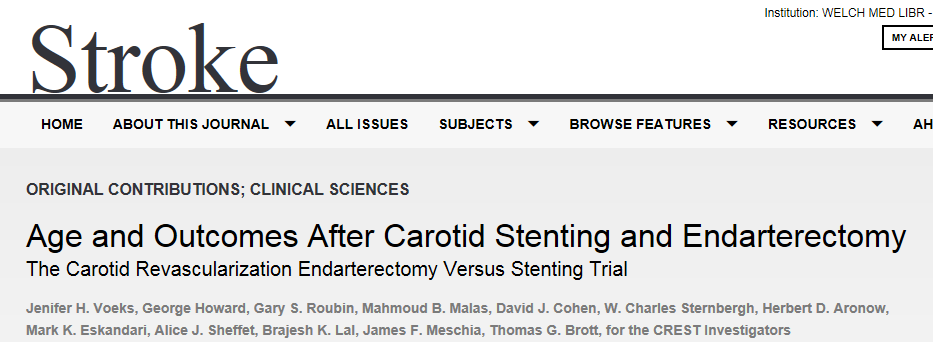 Institution: WELCH MED LIBR -
Stroke
MY ALER
HOME ABOUT THIS JOURNAL ALL ISSUES SUBJECTS BROWSE FEATURES RESOURCES AH
ORIGINAL CONTRIBUTIONS; CLINICAL SCIENCES
Age and Outcomes After Carotid Stenting and Endarterectomy
The Carotid Revascularization Endarterectomy Versus Stenting Trial
Jenifer H. Voeks, George Howard, Gary S. Roubin, Mahmoud B. Malas, David J. Cohen, W. Charles Sternbergh, Herbert D. Aronow,
Mark K. Eskandari, Alice J. Sheffet, Brajesh K. Lal, James F. Meschia, Thomas G. Brott, for the CREST Investigators